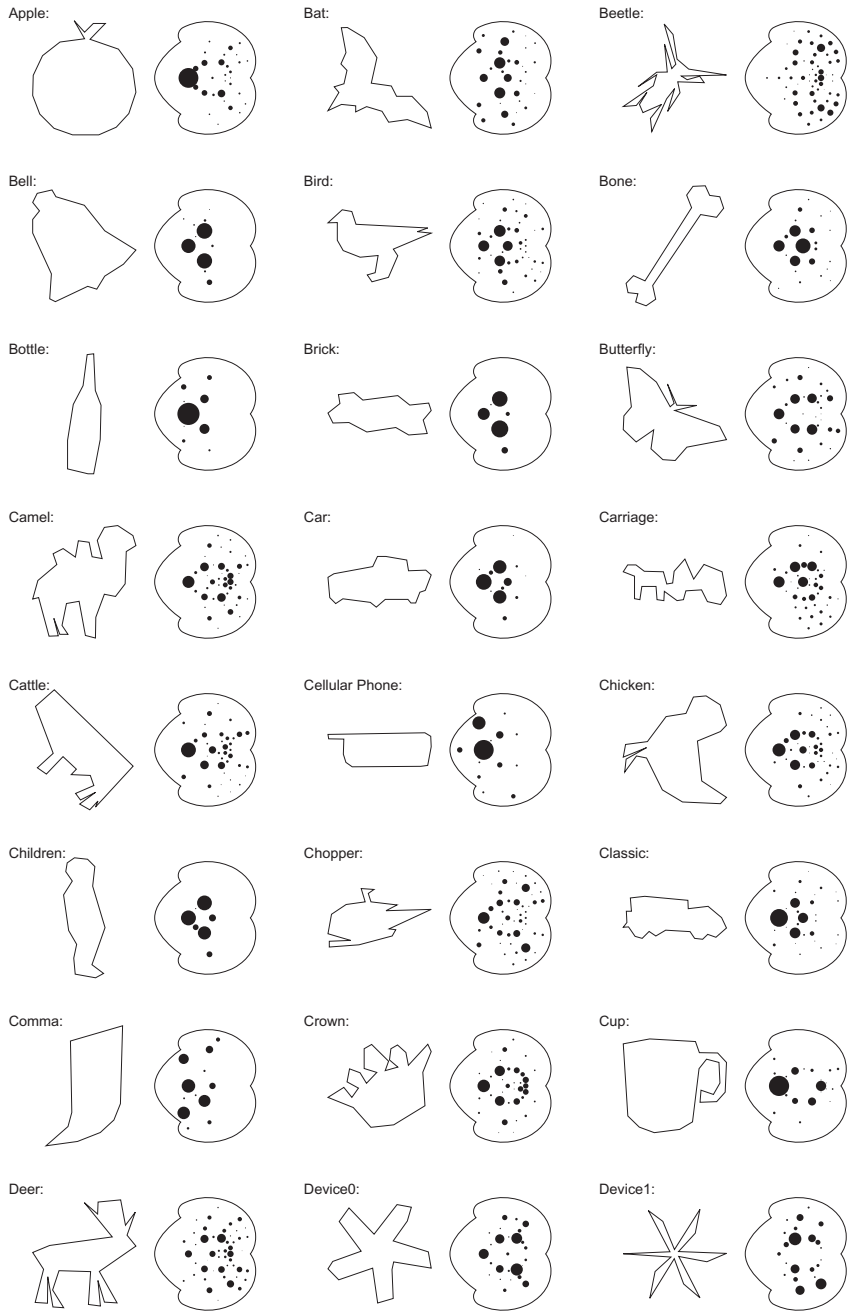 Apple:
Bat:
Beetle:
Bell:
Bird:
Bone:
Bottle:
Brick:
Butterfly:
Camel:
Car:
Carriage:
Cattle:
Cellular Phone:
Chicken:
Children:
Chopper:
Classic:
Comma:
Crown:
Cup:
Deer:
Device0:
Device1: